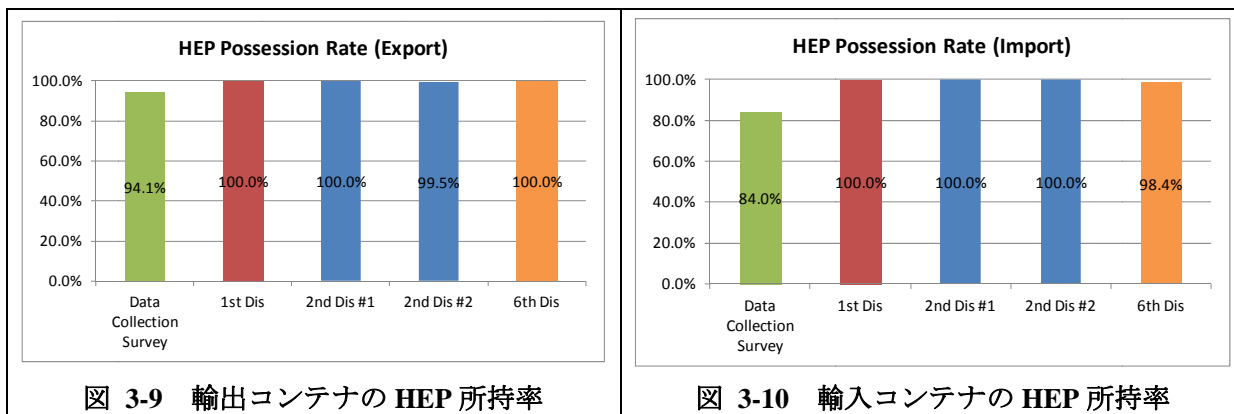 HEP Possession Rate (Export)
100.0%
80.0%
60.0%
40.0%
20.0%
0.0%
94.1%
100.0%
100.0%
99.5%
100.0%
Data
Collection
Survey
1st Dis
2nd Dis #1
2nd Dis #2
6th Dis
図 3-9 輸出コンテナの HEP 所持率
HEP Possession Rate (Import)
100.0%
80.0%
60.0%
40.0%
20.0%
0.0%
84.0%
100.0%
100.0%
100.0%
98.4%
Data
Collection
Survey
1st Dis
2nd Dis #1
2nd Dis #2
6th Dis
図 3-10 輸入コンテナの HEP 所持率